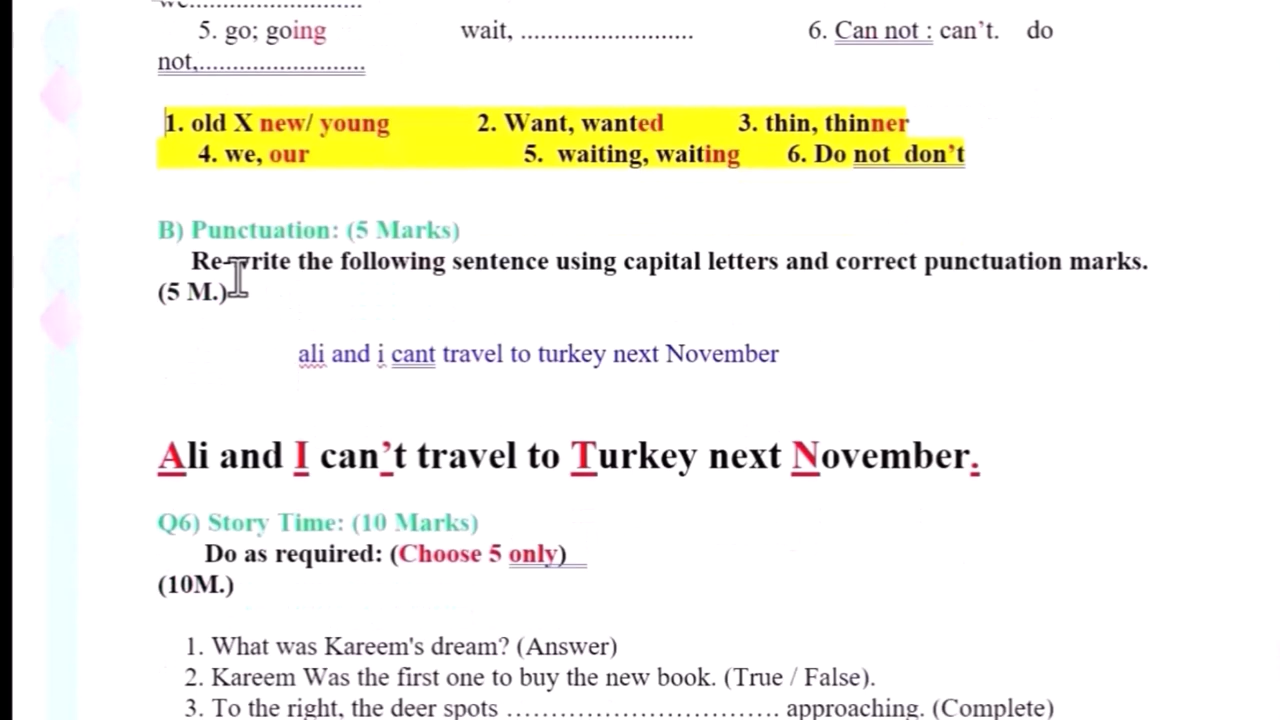 we..........................
5. go; going wait, .......................... 6. Can not : can’t. do
not,.........................
1. old X new/ young 2. Want, wanted 3. thin, thinner
4. we, our 5. waiting, waiting 6. Do not don’t
B) Punctuation: (5 Marks)
Re-write the following sentence using capital letters and correct punctuation marks.
(5 M.)
ali and i cant travel to turkey next November
Ali and I can’t travel to Turkey next November.
Q6) Story Time: (10 Marks)
Do as required: (Choose 5 only)
(10M.)
1. What was Kareem's dream? (Answer)
2. Kareem Was the first one to buy the new book. (True / False).
3. To the right, the deer spots ............................ approaching. (Complete)